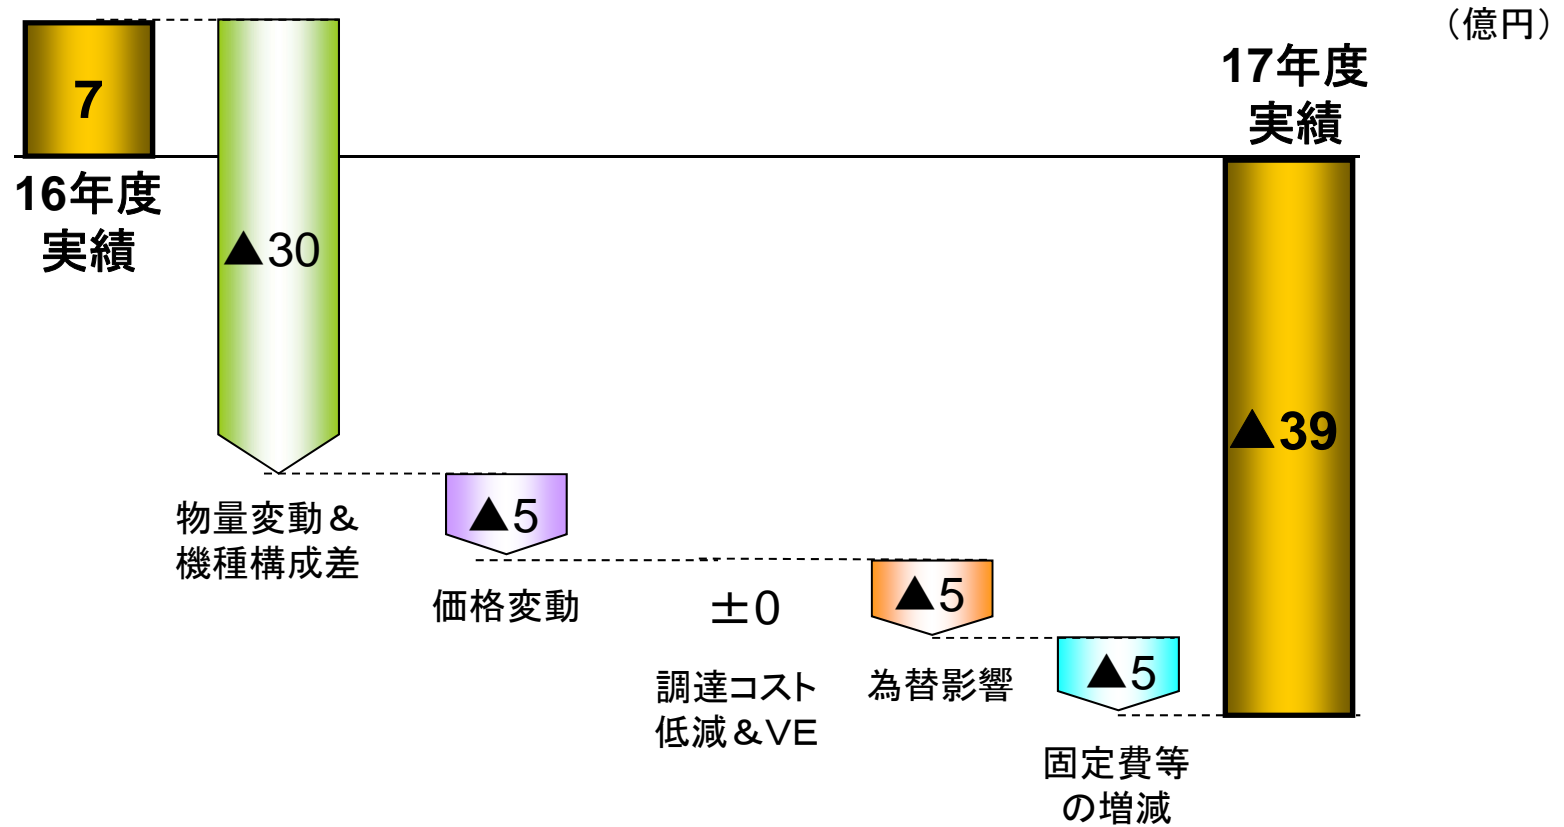 （億円）
7
16年度
実績
▲30
物量変動＆
機種構成差
▲5
価格変動
±0
調達コスト
低減＆VE
▲5
為替影響
▲5
固定費等
の増減
17年度
実績
▲39